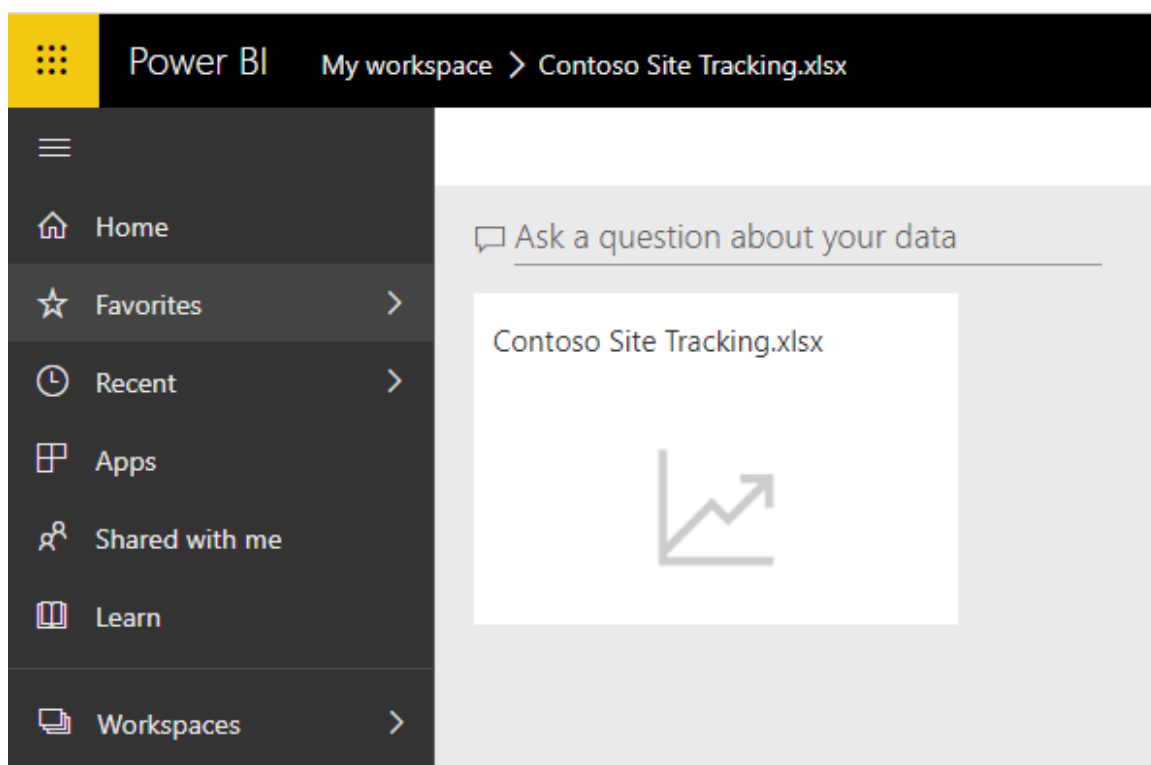 Power BI My workspace > Contoso Site Tracking.xlsx
Home
Favorites
Recent
Apps
Shared with me
Learn
Workspaces
Ask a question about your data
Contoso Site Tracking.xlsx